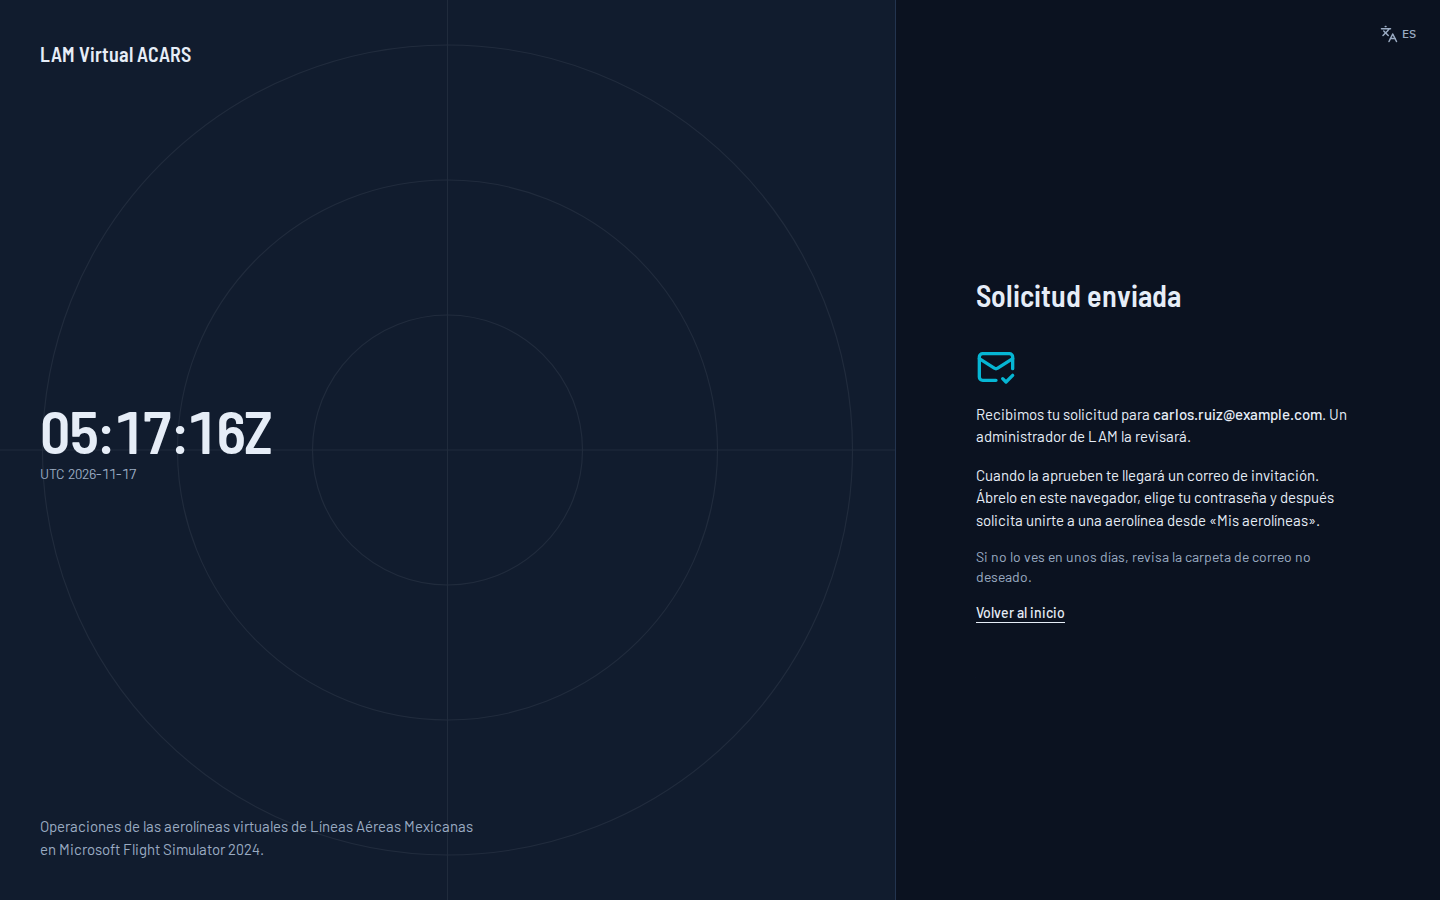 LAM Virtual ACARS
ES
05:17:16Z
UTC 2026-11-17
Operaciones de las aerolíneas virtuales de Líneas Aéreas Mexicanas
en Microsoft Flight Simulator 2024.
Solicitud enviada
Recibimos tu solicitud para carlos.ruiz@example.com. Un
administrador de LAM la revisará.
Cuando la aprueben te llegará un correo de invitación.
Ábrelo en este navegador, elige tu contraseña y después
solicita unirte a una aerolínea desde «Mis aerolíneas».
Si no lo ves en unos días, revisa la carpeta de correo no
deseado.
Volver al inicio